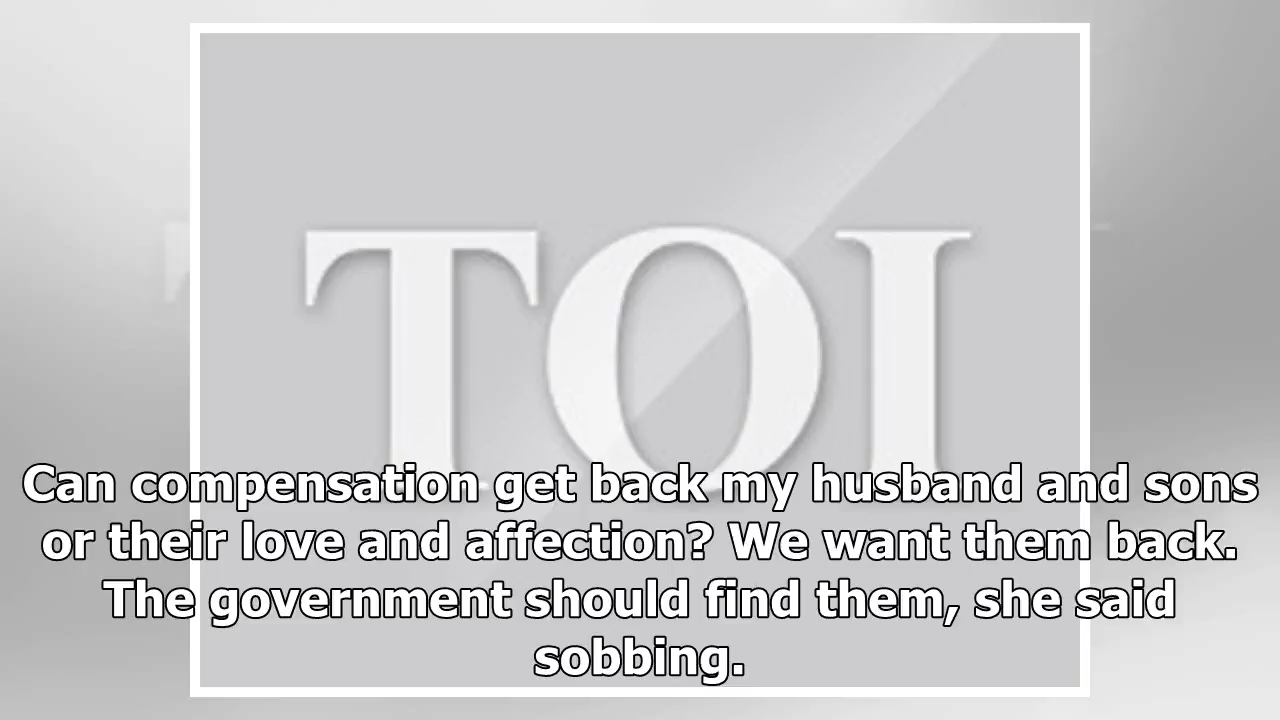 TOI
Can compensation get back my husband and sons
or their love and affection? We want them back.
The government should find them, she said
sobbing.